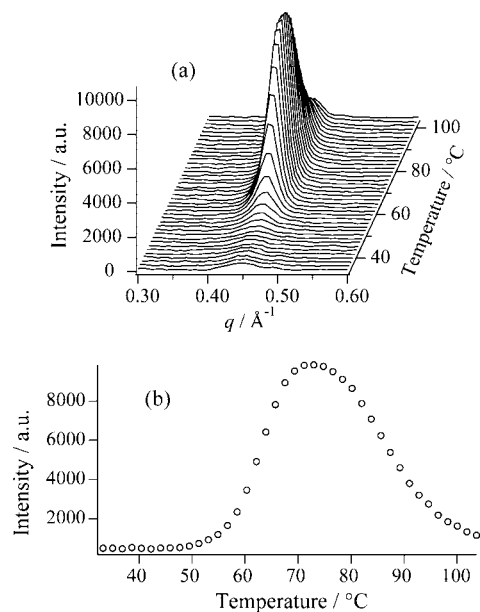 (a)
Intensity / a.u.
10000
8000
6000
4000
2000
0
0.30 0.40 0.50 0.60
q / Å⁻¹
100
80
60
40
Temperature / °C
(b)
Intensity / a.u.
8000
6000
4000
2000
40 50 60 70 80 90 100
Temperature / °C